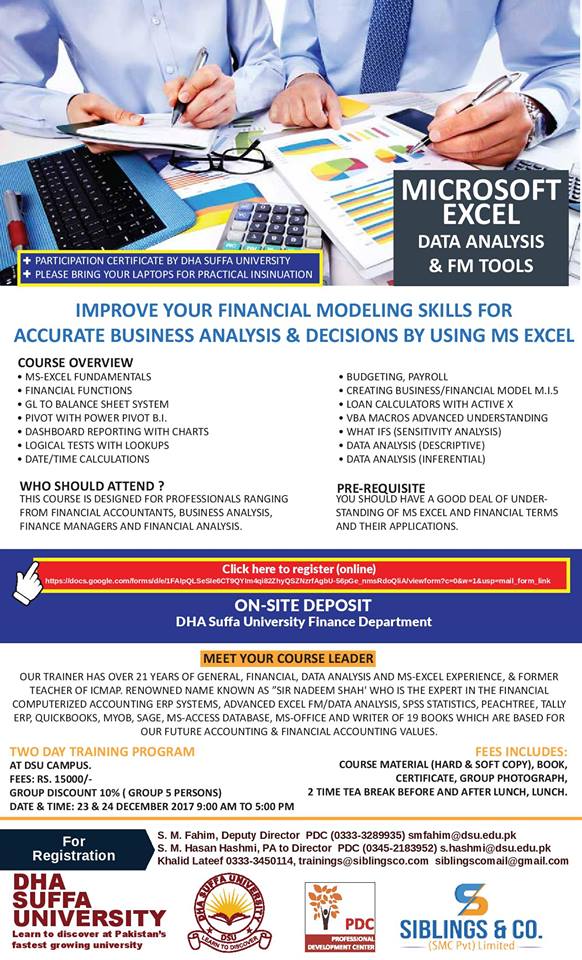 MICROSOFT
EXCEL
DATA ANALYSIS
& FM TOOLS
+ PARTICIPATION CERTIFICATE BY DHA SUFFA UNIVERSITY
+ PLEASE BRING YOUR LAPTOPS FOR PRACTICAL INSINUATION
IMPROVE YOUR FINANCIAL MODELING SKILLS FOR
ACCURATE BUSINESS ANALYSIS & DECISIONS BY USING MS EXCEL
COURSE OVERVIEW
• MS-EXCEL FUNDAMENTALS
• FINANCIAL FUNCTIONS
• GL TO BALANCE SHEET SYSTEM
• PIVOT WITH POWER PIVOT B.I.
• DASHBOARD REPORTING WITH CHARTS
• LOGICAL TESTS WITH LOOKUPS
• DATE/TIME CALCULATIONS
• BUDGETING, PAYROLL
• CREATING BUSINESS/FINANCIAL MODEL M.I.5
• LOAN CALCULATORS WITH ACTIVE X
• VBA MACROS ADVANCED UNDERSTANDING
• WHAT IFS (SENSITIVITY ANALYSIS)
• DATA ANALYSIS (DESCRIPTIVE)
• DATA ANALYSIS (INFERENTIAL)
WHO SHOULD ATTEND ?
THIS COURSE IS DESIGNED FOR PROFESSIONALS RANGING
FROM FINANCIAL ACCOUNTANTS, BUSINESS ANALYSIS,
FINANCE MANAGERS AND FINANCIAL ANALYSIS.
PRE-REQUISITE
YOU SHOULD HAVE A GOOD DEAL OF UNDER-
STANDING OF MS EXCEL AND FINANCIAL TERMS
AND THEIR APPLICATIONS.
Click here to register (online)
ON-SITE DEPOSIT
DHA Suffa University Finance Department
MEET YOUR COURSE LEADER
OUR TRAINER HAS OVER 21 YEARS OF GENERAL, FINANCIAL, DATA ANALYSIS AND MS-EXCEL EXPERIENCE, & FORMER
TEACHER OF ICMAP. RENOWNED NAME KNOWN AS "SIR NADEEM SHAH' WHO IS THE EXPERT IN THE FINANCIAL
COMPUTERIZED ACCOUNTING ERP SYSTEMS, ADVANCED EXCEL FM/DATA ANALYSIS, SPSS STATISTICS, PEACHTREE, TALLY
ERP, QUICKBOOKS, MYOB, SAGE, MS-ACCESS DATABASE, MS-OFFICE AND WRITER OF 19 BOOKS WHICH ARE BASED FOR
OUR FUTURE ACCOUNTING & FINANCIAL ACCOUNTING VALUES.
TWO DAY TRAINING PROGRAM
AT DSU CAMPUS.
FEES: RS. 15000/-
GROUP DISCOUNT 10% ( GROUP 5 PERSONS)
DATE & TIME: 23 & 24 DECEMBER 2017 9:00 AM TO 5:00 PM
FEES INCLUDES:
COURSE MATERIAL (HARD & SOFT COPY), BOOK,
CERTIFICATE, GROUP PHOTOGRAPH,
2 TIME TEA BREAK BEFORE AND AFTER LUNCH, LUNCH.
For
Registration
S. M. Fahim, Deputy Director PDC (0333-3289935) smfahim@dsu.edu.pk
S. M. Hasan Hashmi, PA to Director PDC (0345-2183952) s.hashmi@dsu.edu.pk
Khalid Lateef 0333-3450114, trainings@siblingsco.com siblingscomail@gmail.com
DHA
SUFFA
UNIVERSITY
Learn to discover at Pakistan's
fastest growing university
DHA SUFFA UNIVERSITY
DSU
LEARN TO DISCOVER
PDC
PROFESSIONAL
DEVELOPMENT CENTER
SIBLINGS & CO.
(SMC Pvt) Limited